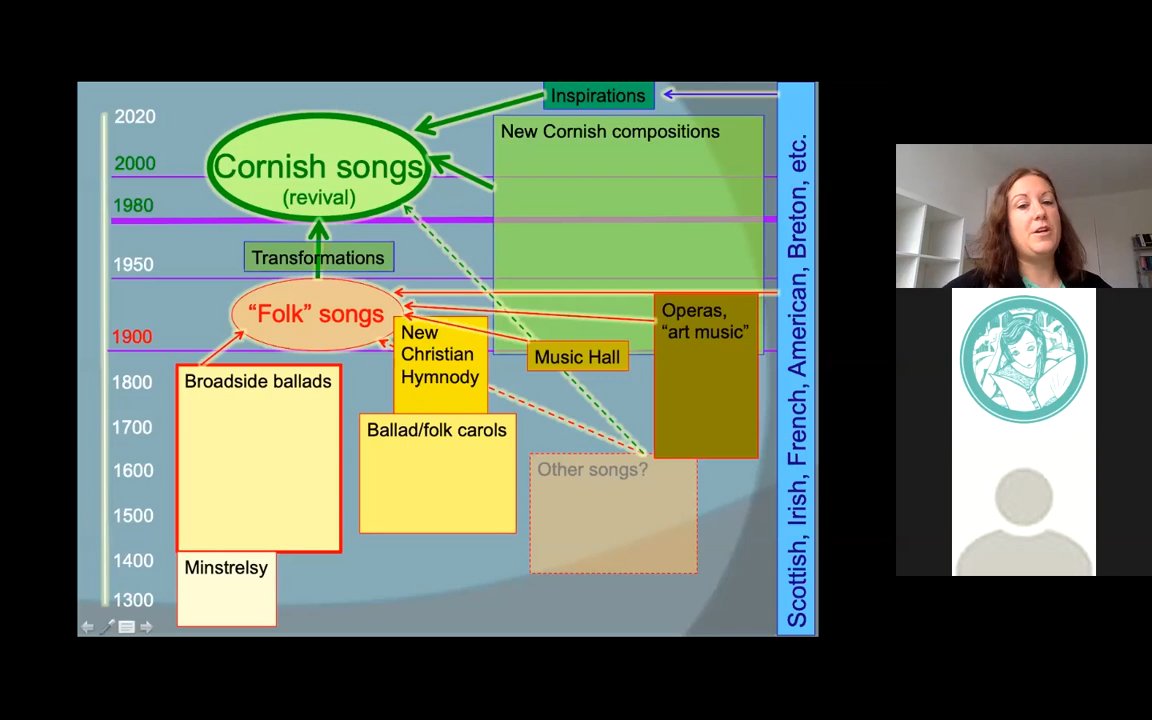 Inspirations
2020
New Cornish compositions
Cornish songs
(revival)
2000
1980
Transformations
1950
"Folk" songs
Operas,
"art music"
1900
New
Christian
Hymnody
Music Hall
1800
Broadside ballads
1700
Ballad/folk carols
1600
Other songs?
1500
1400
Minstrelsy
1300
Scottish, Irish, French, American, Breton, etc.